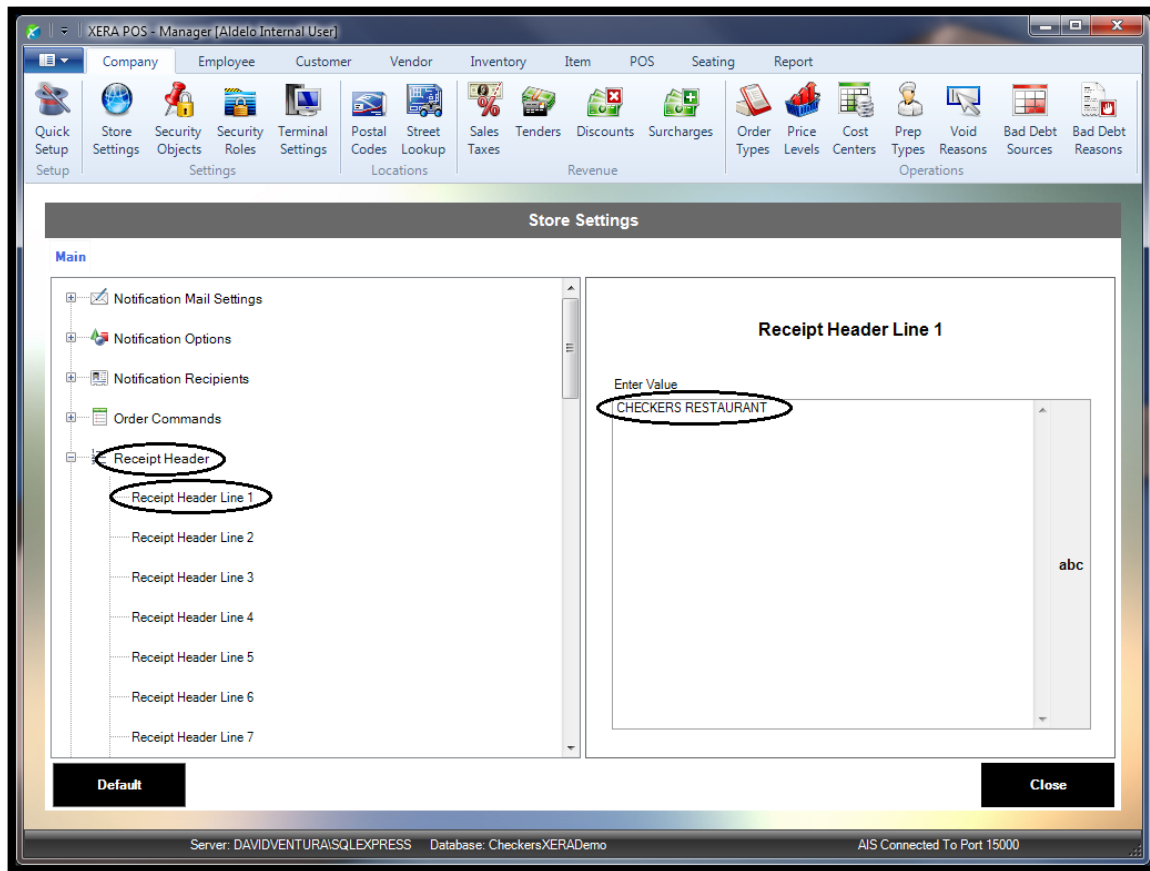 XERA POS - Manager [Aldelo Internal User]
Company Employee Customer Vendor Inventory Item POS Seating Report
Quick Setup Store Settings Security Objects Security Roles Terminal Settings Postal Codes Street Lookup Sales Taxes Tenders Discounts Surcharges Order Types Price Levels Cost Centers Prep Types Void Reasons Bad Debt Sources Bad Debt Reasons
Setup Settings Locations Revenue Operations
Store Settings
Main
Notification Mail Settings
Notification Options
Notification Recipients
Order Commands
Receipt Header
Receipt Header Line 1
Receipt Header Line 2
Receipt Header Line 3
Receipt Header Line 4
Receipt Header Line 5
Receipt Header Line 6
Receipt Header Line 7
Receipt Header Line 1
Enter Value
CHECKERS RESTAURANT
abc
Default Close
Server: DAVIDVENTURA\SQLEXPRESS Database: CheckersXERADemo AIS Connected To Port 15000